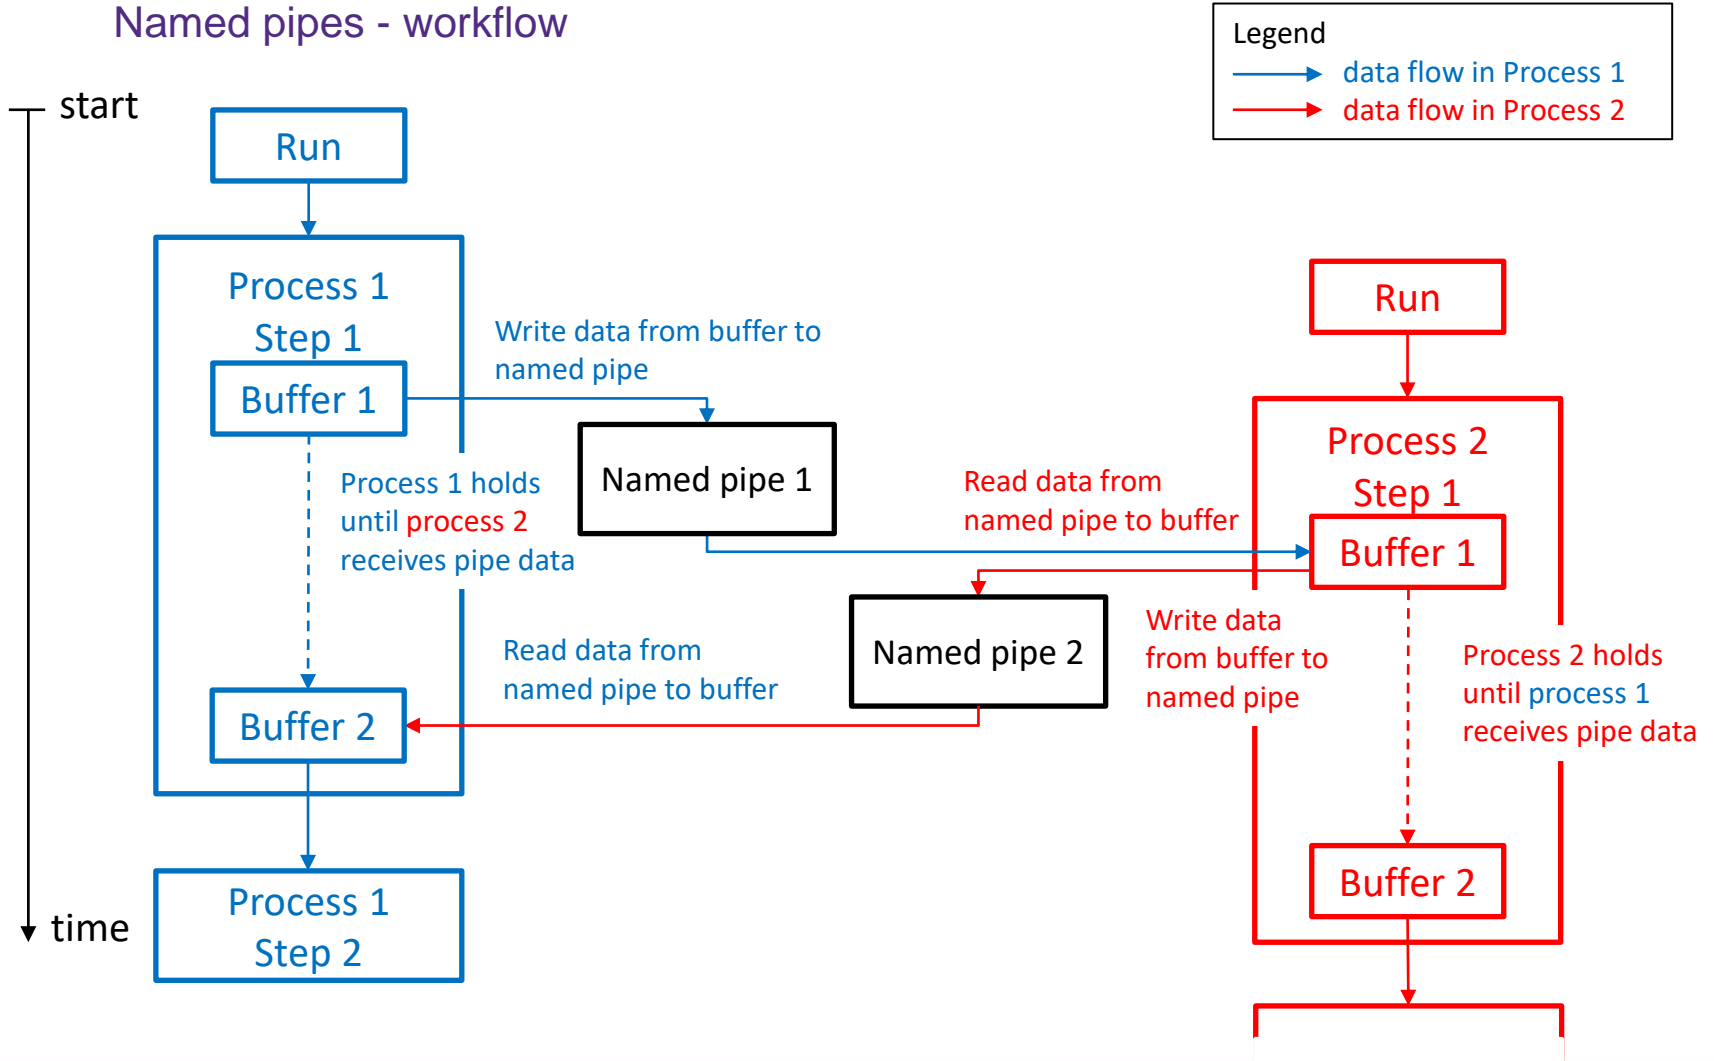 Named pipes - workflow
Legend
data flow in Process 1
data flow in Process 2
start
Run
Process 1
Step 1
Buffer 1
Write data from buffer to
named pipe
Named pipe 1
Process 1 holds
until process 2
receives pipe data
Read data from
named pipe to buffer
Buffer 2
Process 1
Step 2
time
Run
Process 2
Step 1
Read data from
named pipe to buffer
Buffer 1
Named pipe 2
Write data
from buffer to
named pipe
Process 2 holds
until process 1
receives pipe data
Buffer 2